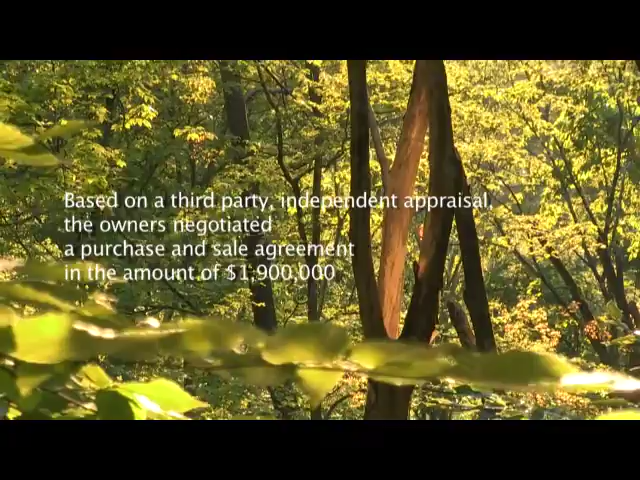 Based on a third party, independent appraisal,
the owners negotiated
a purchase and sale agreement
in the amount of $1,900,000